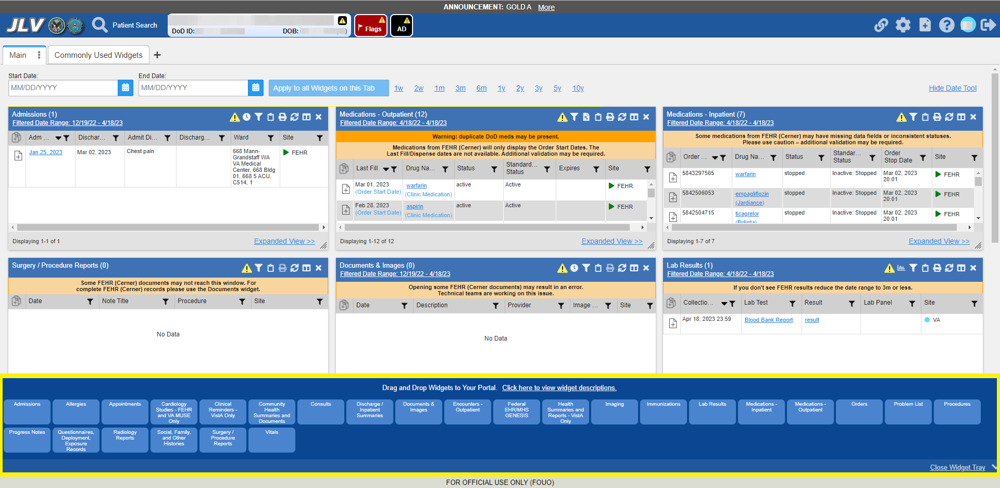 ANNOUNCEMENT: GOLD A More
JLV
Patient Search
DoD ID:
DOB:
Flags
AD
Main
Commonly Used Widgets
Start Date:
End Date:
MM/DD/YYYY
MM/DD/YYYY
Apply to all Widgets on this Tab
1w 2w 1m 3m 6m 1y 2y 3y 5y 10y
Hide Date Tool
Admissions (1)
Filtered Date Range: 12/19/22 - 4/18/23
Adm ... Dischar... Admit Di... Discharg... Ward Site
Jan 25, 2023 Mar 02, 2023 Chest pain 668 Mann- FEHR
Grandstaff WA
VA Medical
Center, 668 Bldg
01, 668 5 ACU,
C514, 1
Displaying 1-1 of 1
Expanded View >>
Medications - Outpatient (12)
Filtered Date Range: 4/18/22 - 4/18/23
Warning: duplicate DoD meds may be present.
Medications from FEHR (Cerner) will only display the Order Start Dates. The
Last Fill/Dispense dates are not available. Additional validation may be required.
Last Fill Drug Na... Status Standard... Expires Site
Status
Mar 01, 2023 warfarin active Active FEHR
(Order Start Date) (Clinic Medication)
Feb 28, 2023 aspirin active Active FEHR
(Order Start Date) (Clinic Medication)
Displaying 1-12 of 12
Expanded View >>
Medications - Inpatient (7)
Filtered Date Range: 4/18/22 - 4/18/23
Some medications from FEHR (Cerner) may have missing data fields or inconsistent statuses.
Please use caution – additional validation may be required.
Order ... Drug Na... Status Standar... Order Site
Status Stop Date
5843297565 warfarin stopped Inactive: Stopped Mar 02, 2023 FEHR
20:01
5842506053 empagliflozin stopped Inactive: Stopped Mar 02, 2023 FEHR
(Jardiance) 20:01
5842504715 ticagrelor stopped Inactive: Stopped Mar 02, 2023 FEHR
(Brilinta) 20:01
Displaying 1-7 of 7
Expanded View >>
Surgery / Procedure Reports (0)
Some FEHR (Cerner) documents may not reach this window. For
complete FEHR (Cerner) records please use the Documents widget.
Date Note Title Procedure Site
No Data
Documents & Images (0)
Filtered Date Range: 12/19/22 - 4/18/23
Opening some FEHR (Cerner documents) may result in an error.
Technical teams are working on this issue.
Date Description Provider Image ... Site
No Data
Lab Results (1)
Filtered Date Range: 4/18/22 - 4/18/23
If you don't see FEHR results reduce the date range to 3m or less.
Collectio... Lab Test Result Lab Panel Site
Apr 18, 2023 23:59 Blood Bank Report result VA
Drag and Drop Widgets to Your Portal. Click here to view widget descriptions.
Admissions
Allergies
Appointments
Cardiology
Studies - FEHR
and VA MUSE
Only
Clinical
Reminders -
VistA Only
Community
Health
Summaries and
Documents
Consults
Discharge /
Inpatient
Summaries
Documents &
Images
Encounters -
Outpatient
Federal
EHR/MHS
GENESIS
Health
Summaries and
Reports - VistA
Only
Imaging
Immunizations
Lab Results
Medications -
Inpatient
Medications -
Outpatient
Orders
Problem List
Procedures
Progress Notes
Questionnaires,
Deployment,
Exposure
Records
Radiology
Reports
Social, Family,
and Other
Histories
Surgery /
Procedure
Reports
Vitals
Close Widget Tray
FOR OFFICIAL USE ONLY (FOUO)